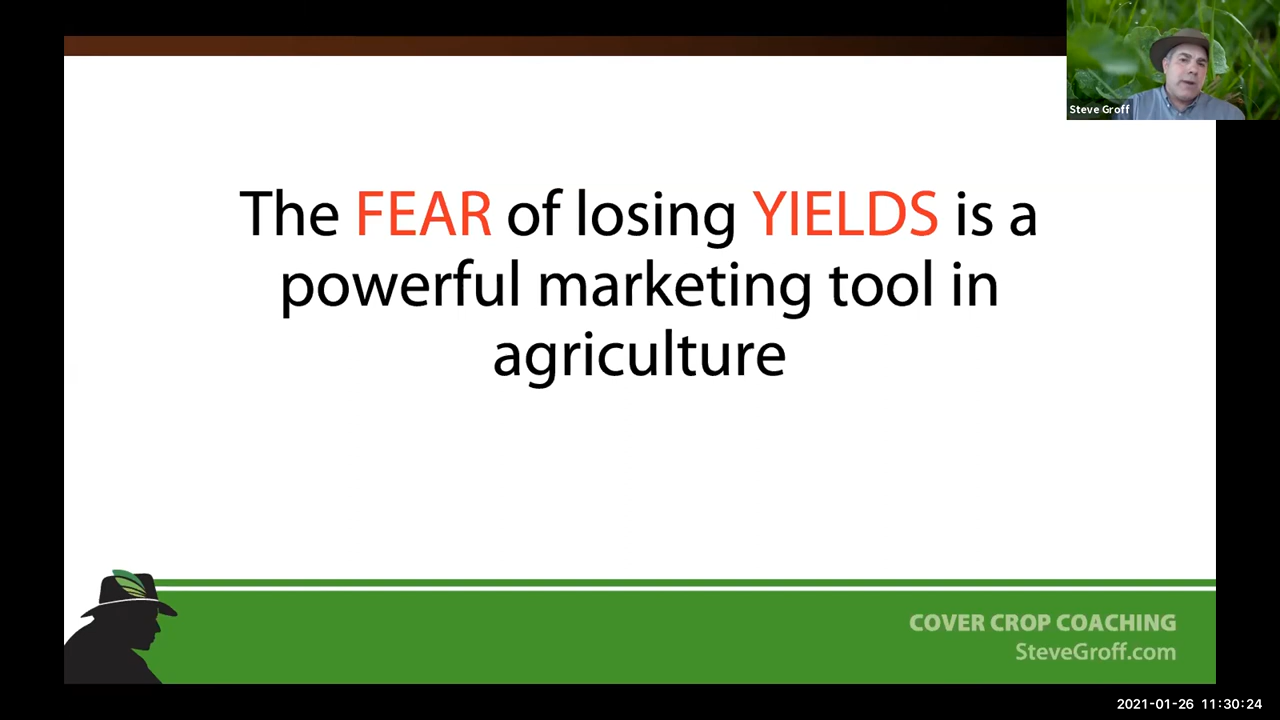 Steve Groff
The FEAR of losing YIELDS is a
powerful marketing tool in
agriculture
COVER CROP COACHING
SteveGroff.com
2021-01-26 11:30:24